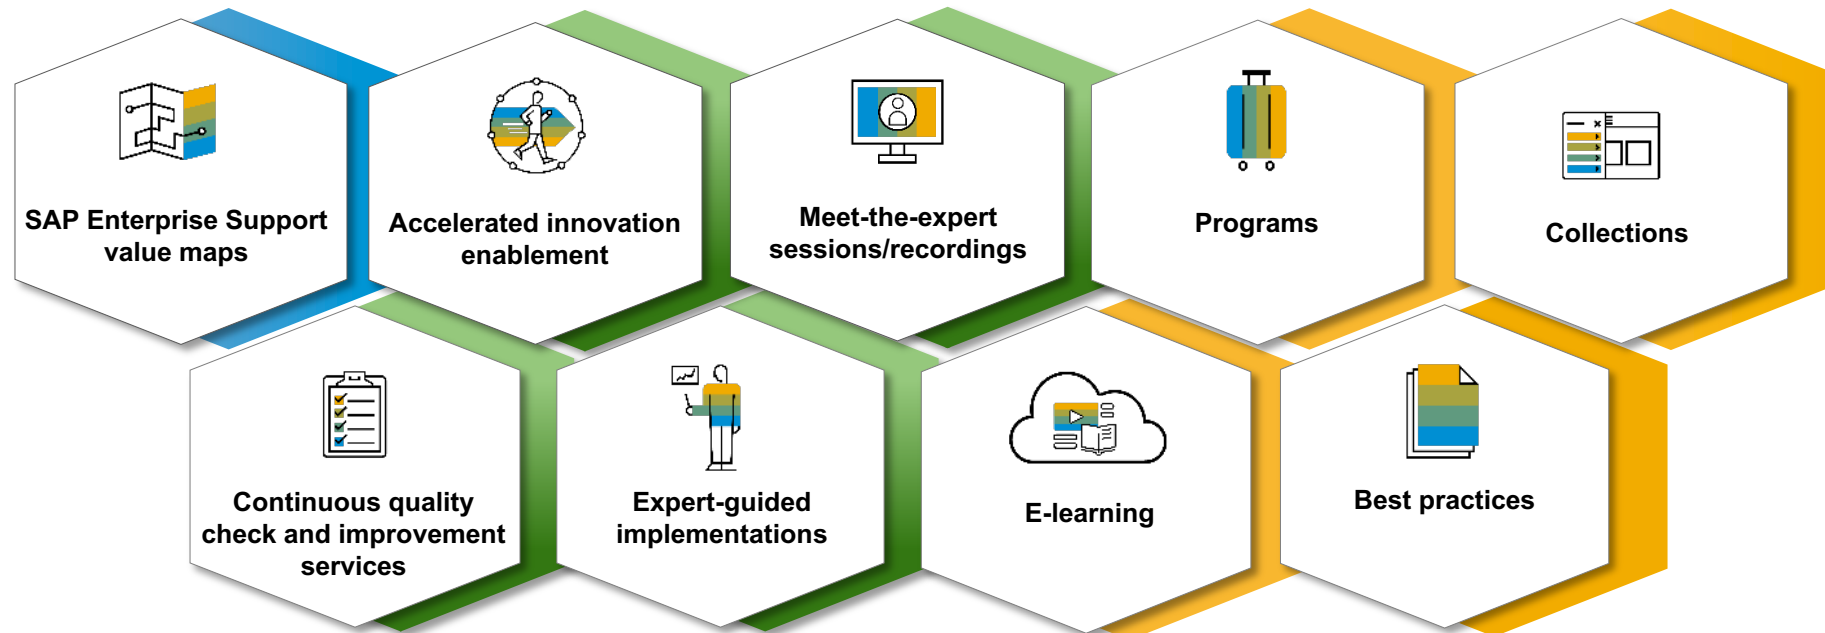 SAP Enterprise Support
value maps
Accelerated innovation
enablement
Meet-the-expert
sessions/recordings
Programs
Collections
Continuous quality
check and improvement
services
Expert-guided
implementations
E-learning
Best practices